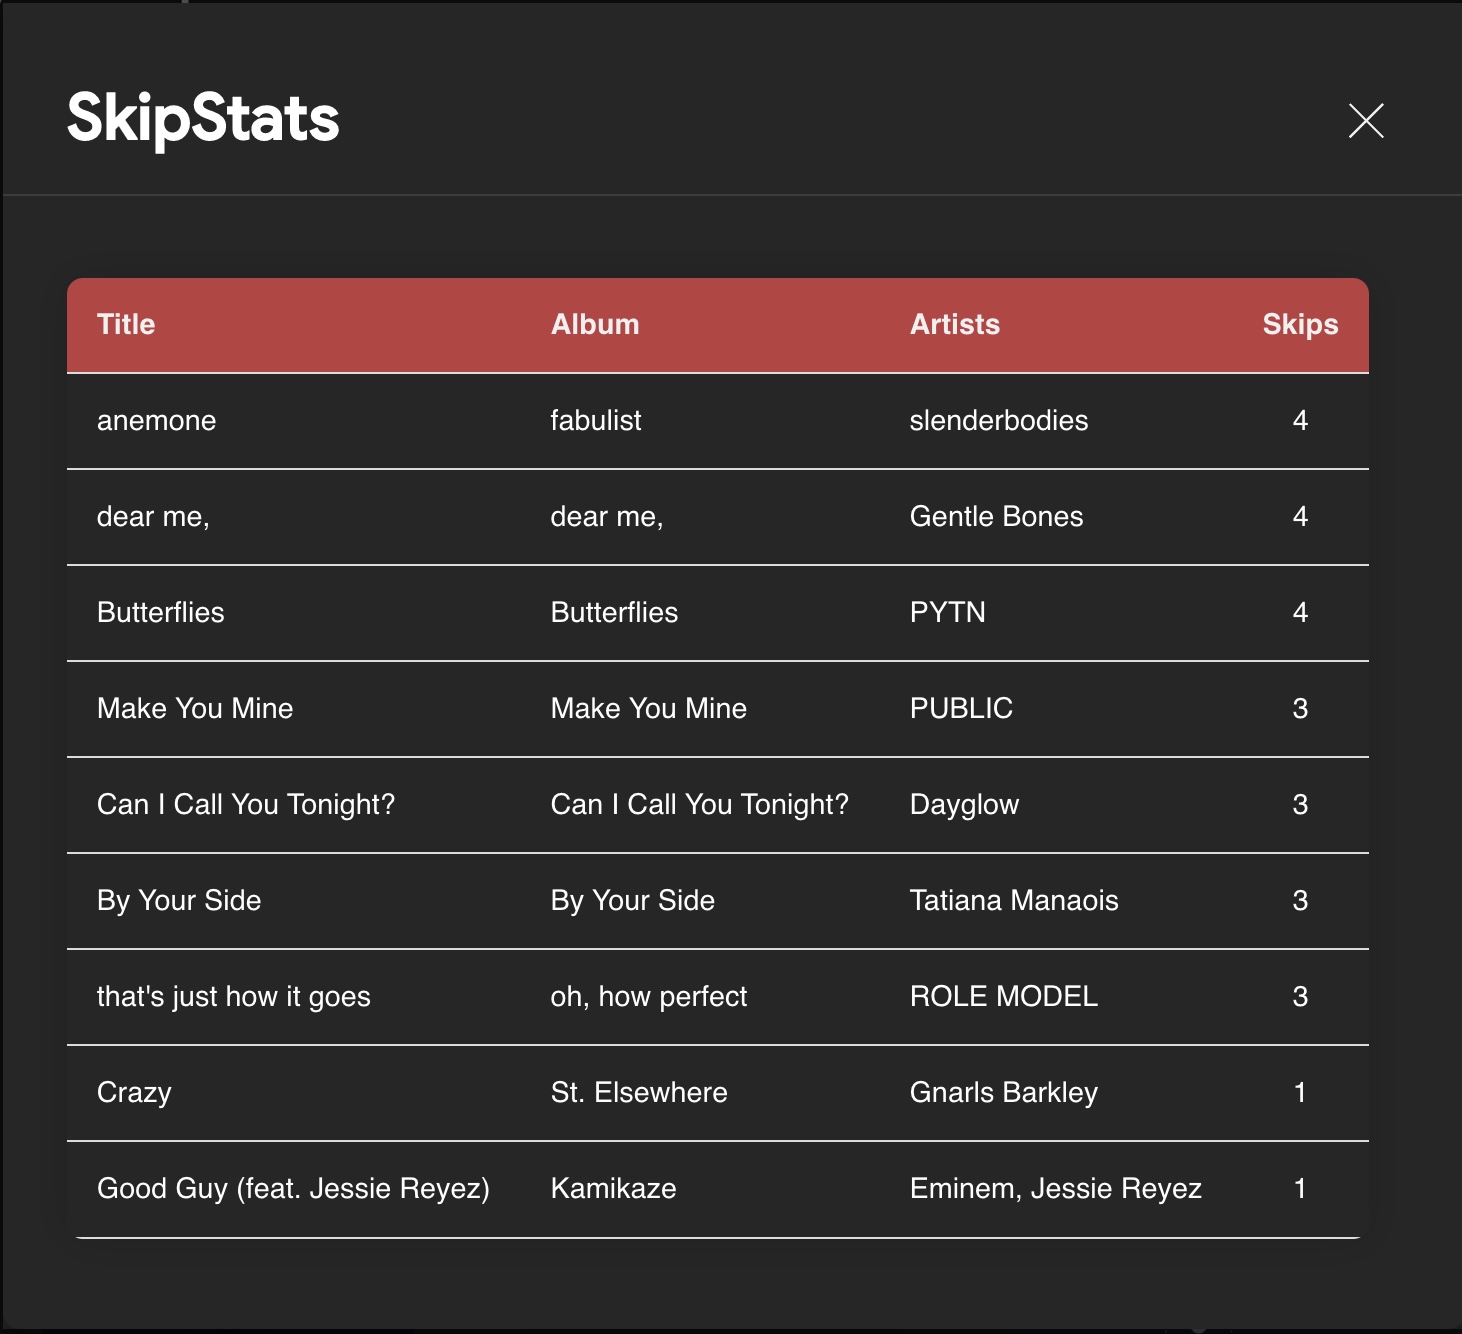 SkipStats
Title Album Artists Skips
anemone fabulist slenderbodies 4
dear me, dear me, Gentle Bones 4
Butterflies Butterflies PYTN 4
Make You Mine Make You Mine PUBLIC 3
Can I Call You Tonight? Can I Call You Tonight? Dayglow 3
By Your Side By Your Side Tatiana Manaois 3
that's just how it goes oh, how perfect ROLE MODEL 3
Crazy St. Elsewhere Gnarls Barkley 1
Good Guy (feat. Jessie Reyez) Kamikaze Eminem, Jessie Reyez 1